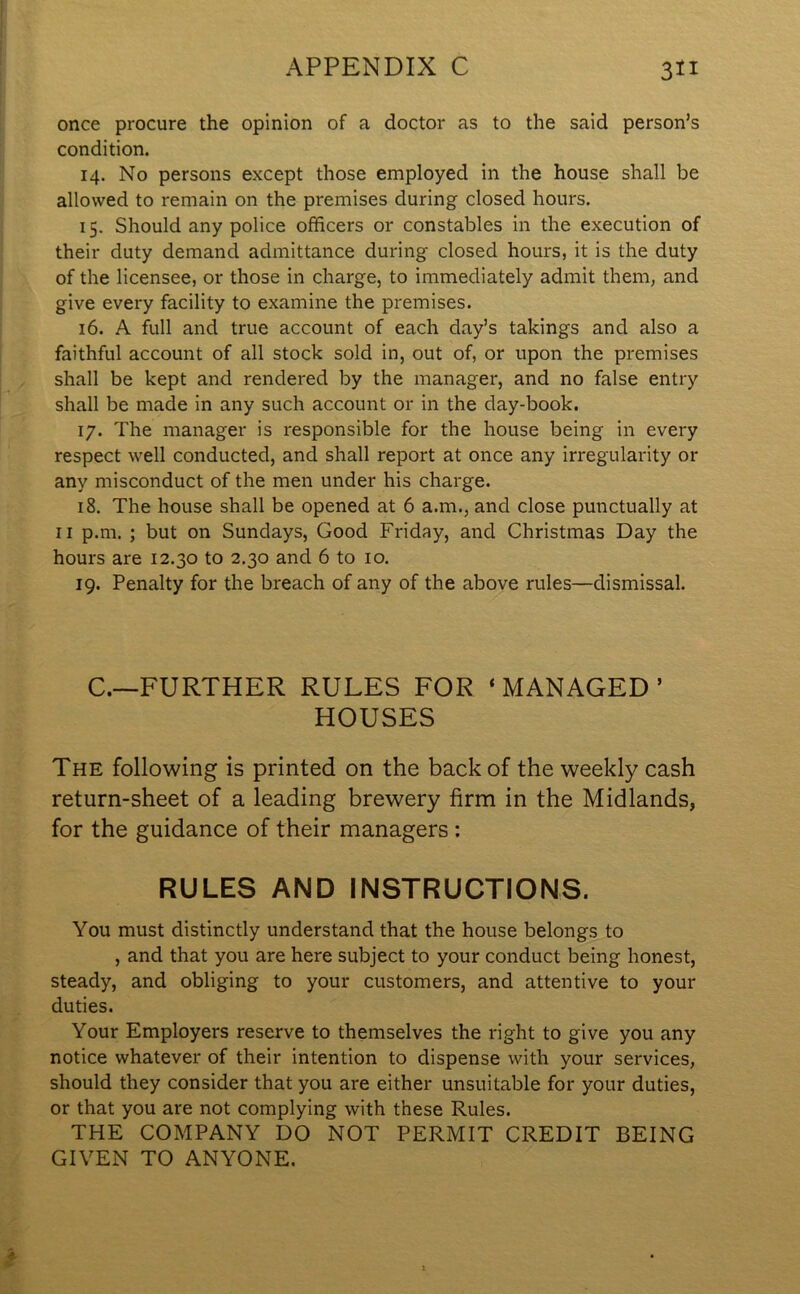 APPENDIX C 311
once procure the opinion of a doctor as to the said person's
condition.
14. No persons except those employed in the house shall be
allowed to remain on the premises during closed hours.
15. Should any police officers or constables in the execution of
their duty demand admittance during closed hours, it is the duty
of the licensee, or those in charge, to immediately admit them, and
give every facility to examine the premises.
16. A full and true account of each day's takings and also a
faithful account of all stock sold in, out of, or upon the premises
shall be kept and rendered by the manager, and no false entry
shall be made in any such account or in the day-book.
17. The manager is responsible for the house being in every
respect well conducted, and shall report at once any irregularity or
any misconduct of the men under his charge.
18. The house shall be opened at 6 a.m., and close punctually at
11 p.m. ; but on Sundays, Good Friday, and Christmas Day the
hours are 12.30 to 2.30 and 6 to 10.
19. Penalty for the breach of any of the above rules—dismissal.
C.—FURTHER RULES FOR 'MANAGED'
HOUSES
THE following is printed on the back of the weekly cash
return-sheet of a leading brewery firm in the Midlands,
for the guidance of their managers:
RULES AND INSTRUCTIONS.
You must distinctly understand that the house belongs to
, and that you are here subject to your conduct being honest,
steady, and obliging to your customers, and attentive to your
duties.
Your Employers reserve to themselves the right to give you any
notice whatever of their intention to dispense with your services,
should they consider that you are either unsuitable for your duties,
or that you are not complying with these Rules.
THE COMPANY DO NOT PERMIT CREDIT BEING
GIVEN TO ANYONE.